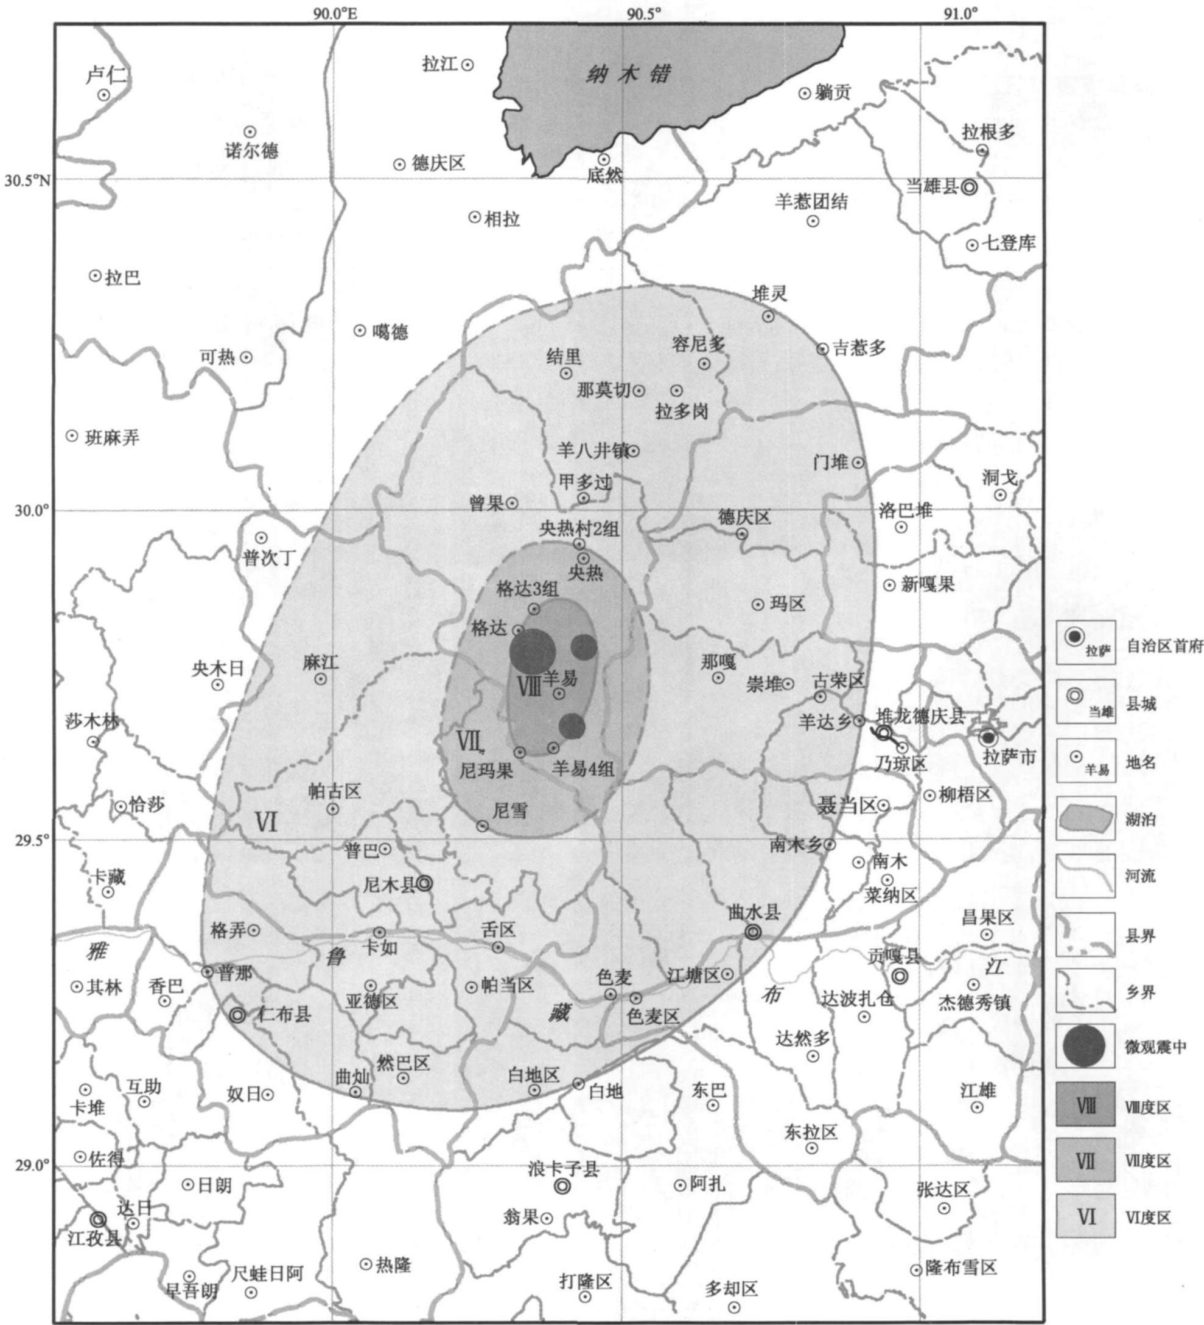 90.0°E
90.5°
91.0°
卢仁
拉江
纳木错
躺贡
诺尔德
德庆区
底然
拉根多
30.5°N
当雄县
相拉
羊惹团结
七登库
拉巴
堆灵
噶德
可热
结里
容尼多
吉惹多
那莫切
拉多岗
班麻弄
羊八井镇
门堆
甲多过
洞戈
曾果
30.0°
央热村2组
德庆区
洛巴堆
普次丁
央热
新嘎果
格达3组
玛区
格达
央木日
麻江
Ⅷ
羊易
那嘎
崇堆
古荣区
莎木林
羊达乡
堆龙德庆县
Ⅶ
尼玛果
羊易4组
乃琼区
拉萨市
恰莎
帕古区
柳梧区
聂当区
Ⅵ
尼雪
29.5°
普巴
南木乡
南木
卡藏
尼木县
菜纳区
格弄
卡如
舌区
曲水县
昌果区
雅
鲁
普那
色麦
江塘区
贡嘎县
江
其林
香巴
亚德区
帕当区
布
达波扎仓
杰德秀镇
仁布县
藏
色麦区
达然多
然巴区
互助
奴日
曲灿
白地区
白地
东巴
江雄
卡堆
东拉区
29.0°
佐得
日朗
浪卡子县
阿扎
张达区
达日
翁果
江孜县
热隆
隆布雪区
早吾朗
尺蛙日阿
打隆区
多却区
拉萨
自治区首府
当雄
县城
羊易
地名
湖泊
河流
县界
乡界
微观震中
Ⅷ
Ⅷ度区
Ⅶ
Ⅶ度区
Ⅵ
Ⅵ度区